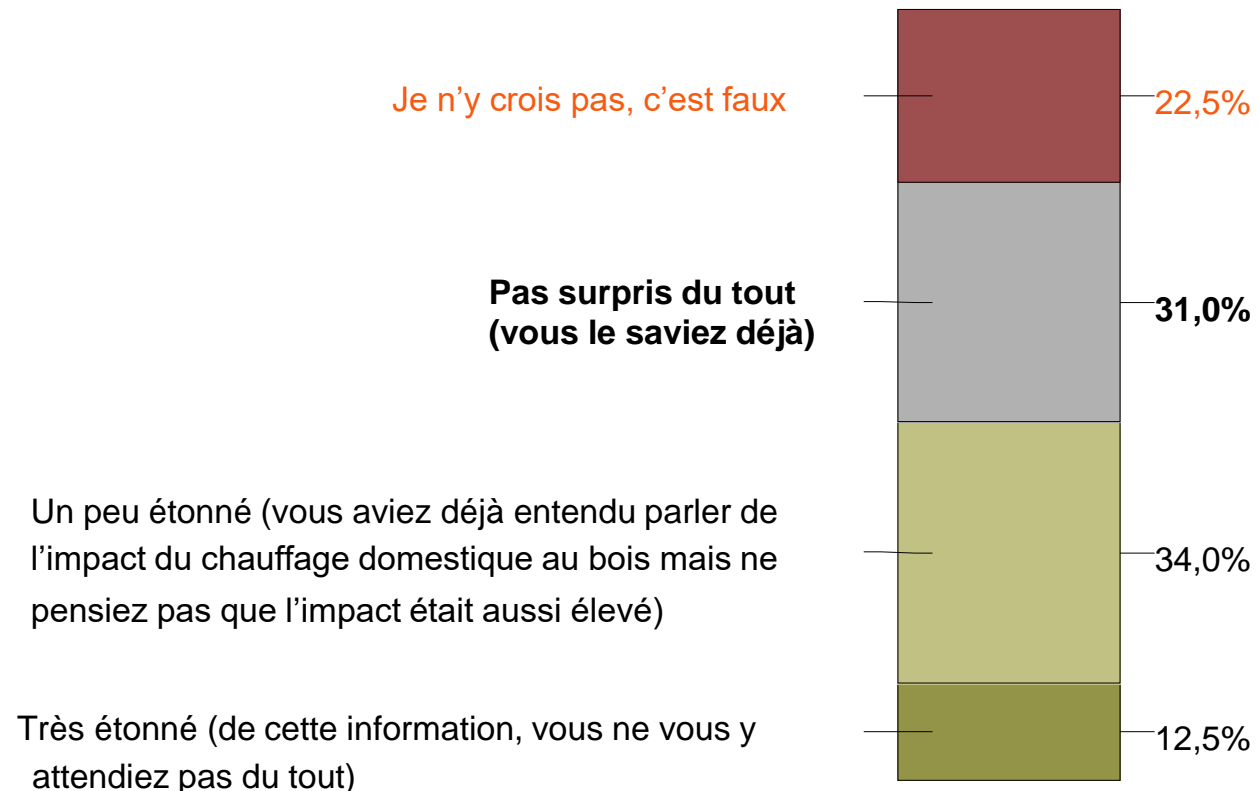 Je n’y crois pas, c’est faux
22,5%
Pas surpris du tout
(vous le saviez déjà)
31,0%
Un peu étonné (vous aviez déjà entendu parler de
l’impact du chauffage domestique au bois mais ne
pensiez pas que l’impact était aussi élevé)
34,0%
Très étonné (de cette information, vous ne vous y
attendiez pas du tout)
12,5%